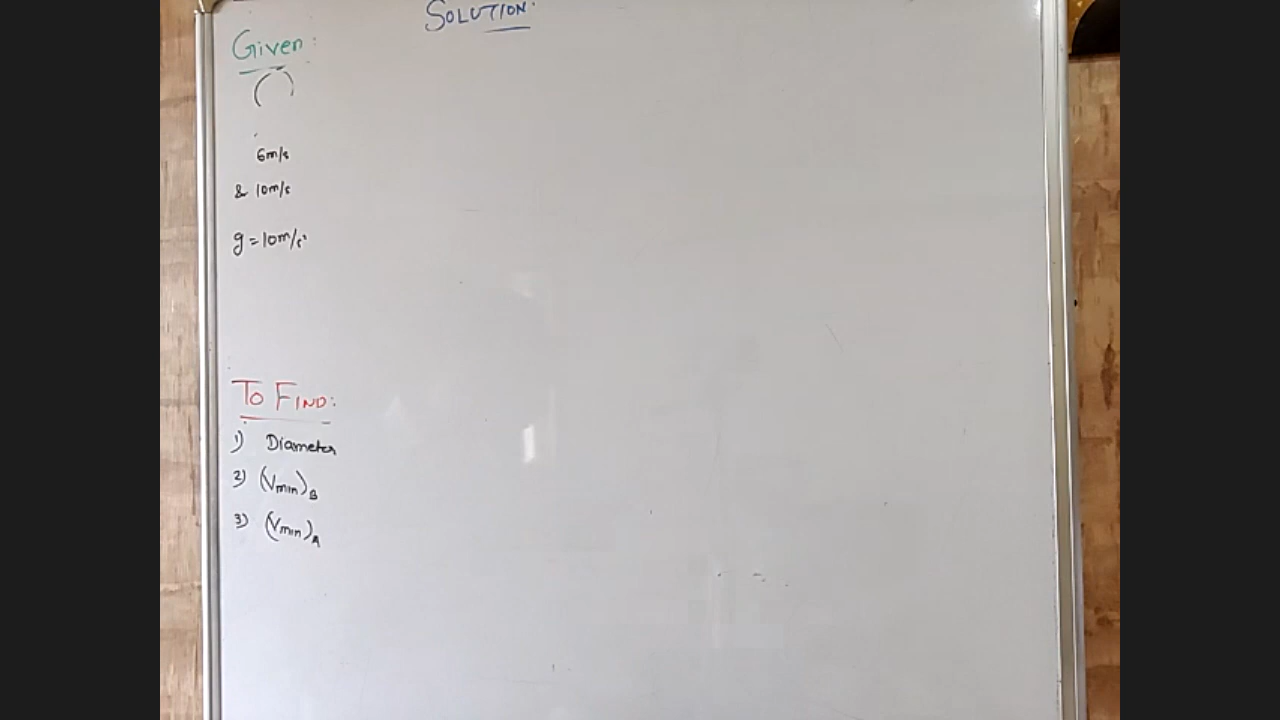 SOLUTION:
Given:
6m/s
& 10m/s
g = 10m/s²
TO FIND:
1) Diameter
2) (Vmin)B
3) (Vmin)A